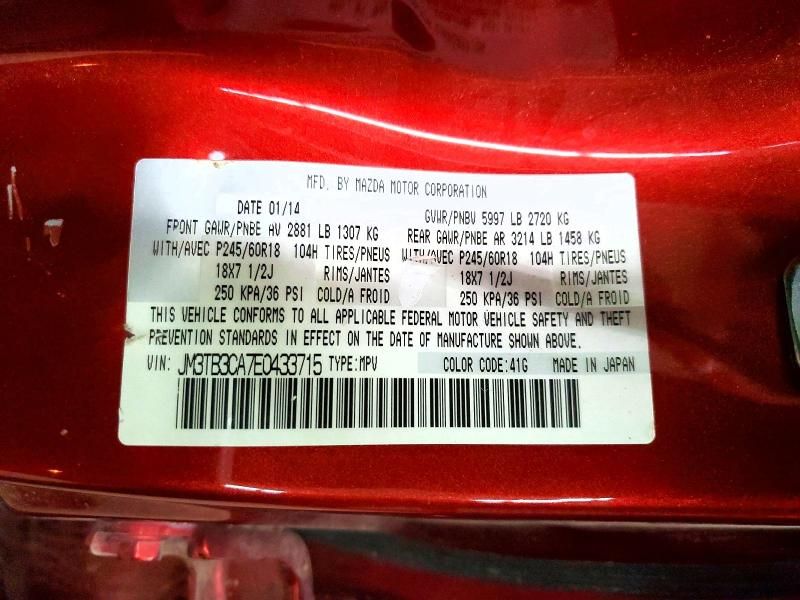 MFD. BY MAZDA MOTOR CORPORATION
DATE 01/14 GVWR/PNBV 5997 LB 2720 KG
FRONT GAWR/PNBE AV 2881 LB 1307 KG REAR GAWR/PNBE AR 3214 LB 1458 KG
WITH/AVEC P245/60R18 104H TIRES/PNEUS WITH/AVEC P245/60R18 104H TIRES/PNEUS
18X7 1/2J RIMS/JANTES 18X7 1/2J RIMS/JANTES
250 KPA/36 PSI COLD/A FROID 250 KPA/36 PSI COLD/A FROID
THIS VEHICLE CONFORMS TO ALL APPLICABLE FEDERAL MOTOR VEHICLE SAFETY AND THEFT
PREVENTION STANDARDS IN EFFECT ON THE DATE OF MANUFACTURE SHOWN ABOVE.
VIN: JM3TB3CA7E0433715 TYPE:MPV COLOR CODE:41G MADE IN JAPAN